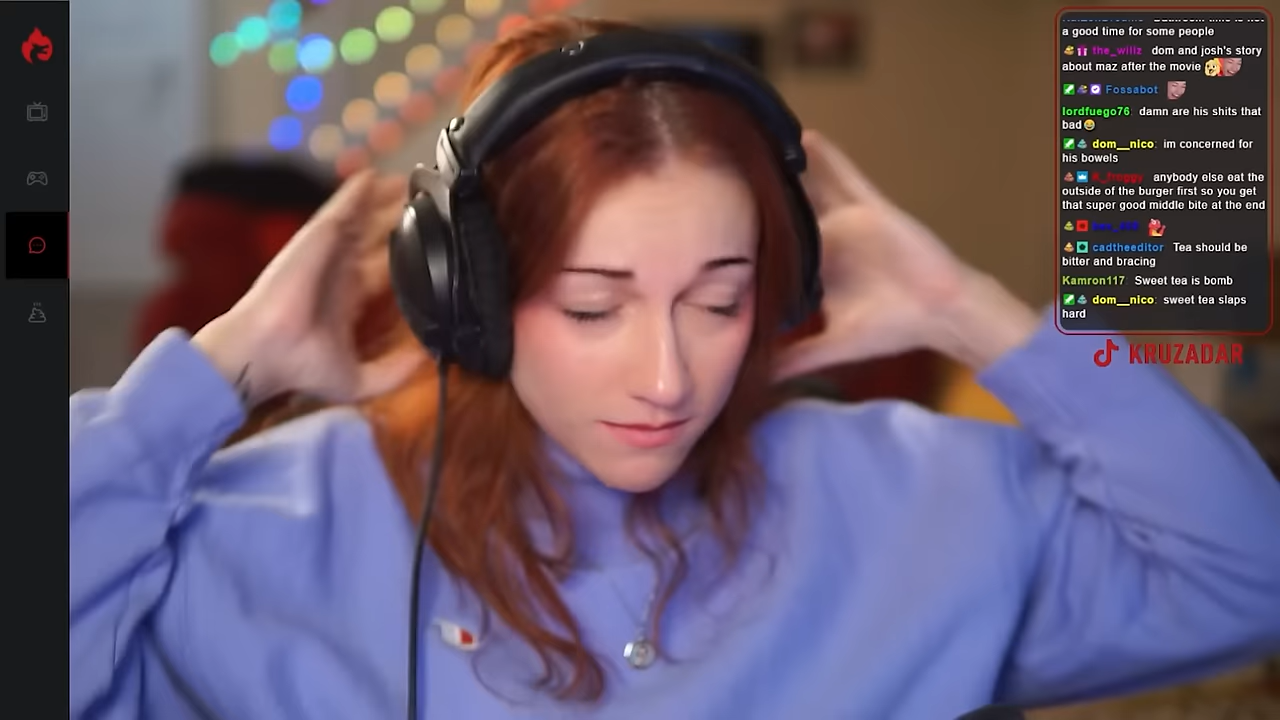 a good time for some people
the_willz dom and josh's story
about maz after the movie
Fossabot
lordfuego76: damn are his shits that
bad
dom__nico: im concerned for
his bowels
anybody else eat the
outside of the burger first so you get
that super good middle bite at the end
cadtheeditor Tea should be
bitter and bracing
Kamron117: Sweet tea is bomb
dom__nico: sweet tea slaps
hard
KRUZADAR